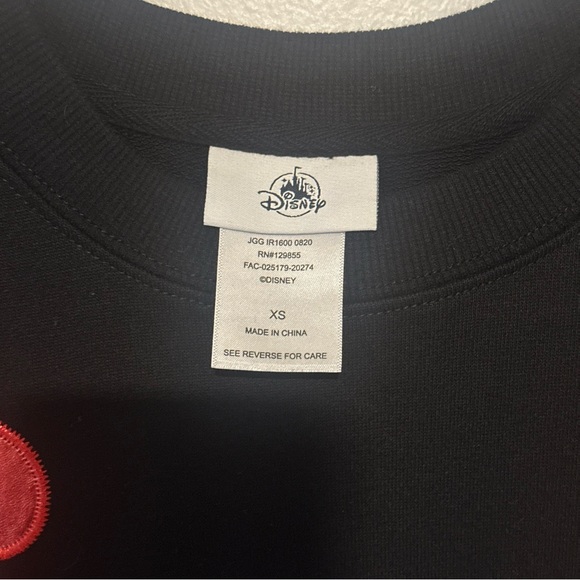 Disney
JGG IR1600 0820
RN#129855
FAC-025179-20274
©DISNEY
XS
MADE IN CHINA
SEE REVERSE FOR CARE